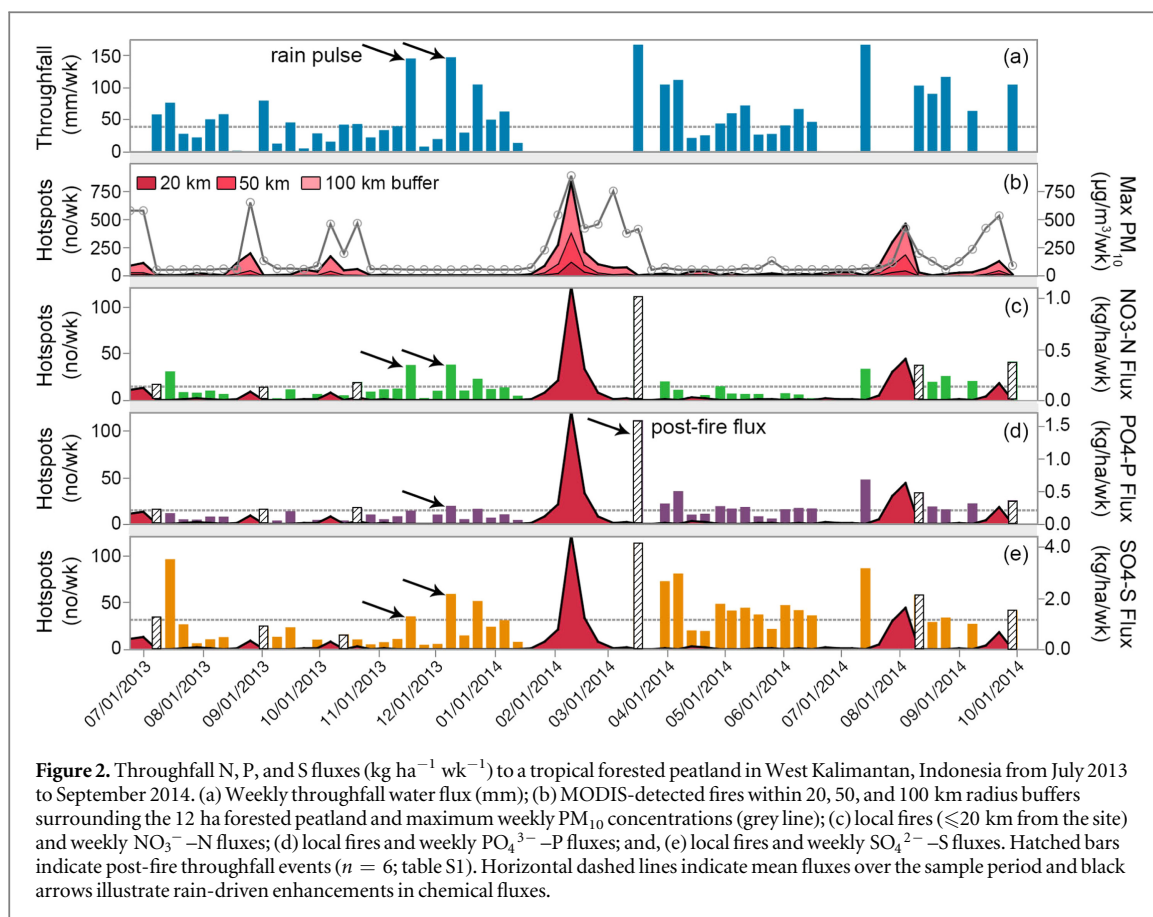 Throughfall
(mm/wk)
150
100
50
0
rain pulse
(a)
Hotspots
(no/wk)
750
500
250
0
20 km 50 km 100 km buffer
(b)
750
500
250
0
Max PM10
(µg/m³/wk)
Hotspots
(no/wk)
100
50
0
(c)
1.0
0.5
0.0
NO3-N Flux
(kg/ha/wk)
Hotspots
(no/wk)
100
50
0
post-fire flux
(d)
1.5
1.0
0.5
0.0
PO4-P Flux
(kg/ha/wk)
Hotspots
(no/wk)
100
50
0
(e)
4.0
2.0
0.0
SO4-S Flux
(kg/ha/wk)
07/01/2013
08/01/2013
09/01/2013
10/01/2013
11/01/2013
12/01/2013
01/01/2014
02/01/2014
03/01/2014
04/01/2014
05/01/2014
06/01/2014
07/01/2014
08/01/2014
09/01/2014
10/01/2014
Figure 2. Throughfall N, P, and S fluxes (kg ha⁻¹ wk⁻¹) to a tropical forested peatland in West Kalimantan, Indonesia from July 2013
to September 2014. (a) Weekly throughfall water flux (mm); (b) MODIS-detected fires within 20, 50, and 100 km radius buffers
surrounding the 12 ha forested peatland and maximum weekly PM₁₀ concentrations (grey line); (c) local fires (⩽20 km from the site)
and weekly NO₃⁻–N fluxes; (d) local fires and weekly PO₄³⁻–P fluxes; and, (e) local fires and weekly SO₄²⁻–S fluxes. Hatched bars
indicate post-fire throughfall events (n = 6; table S1). Horizontal dashed lines indicate mean fluxes over the sample period and black
arrows illustrate rain-driven enhancements in chemical fluxes.